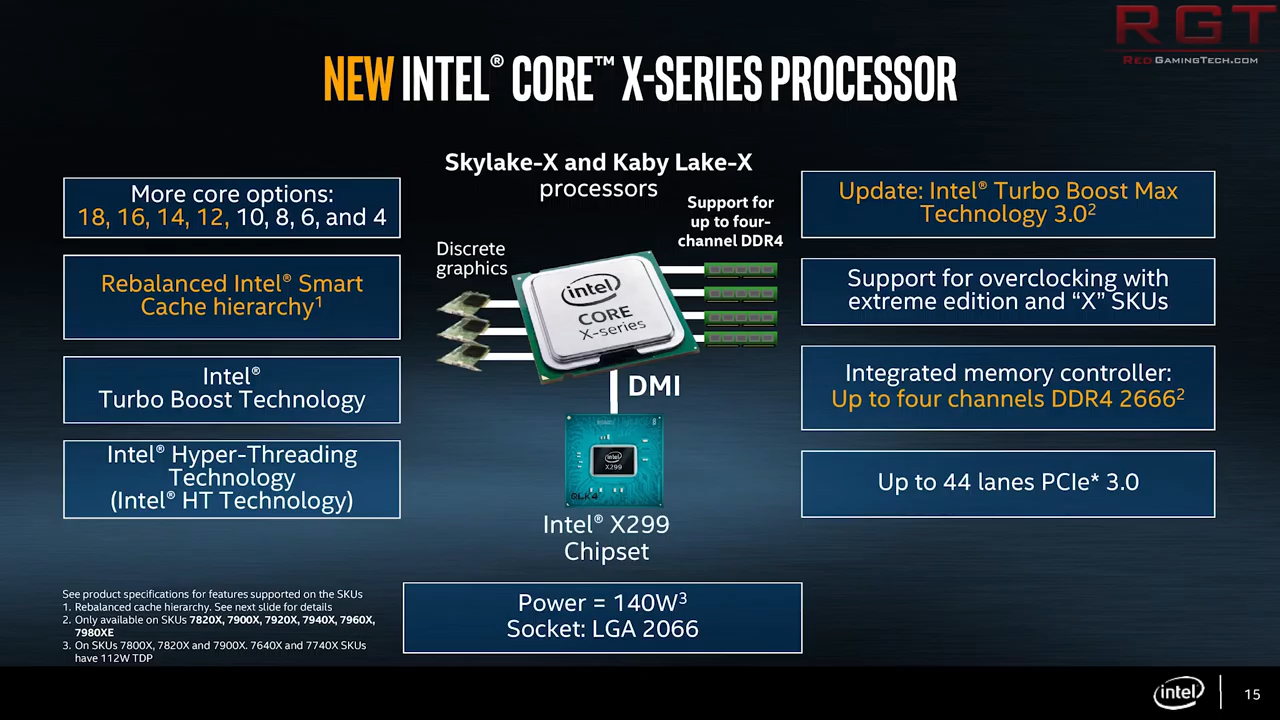 RGT
REDGAMINGTECH.COM
NEW INTEL® CORE™ X-SERIES PROCESSOR
Skylake-X and Kaby Lake-X
processors
More core options:
18, 16, 14, 12, 10, 8, 6, and 4
Rebalanced Intel® Smart
Cache hierarchy¹
Intel®
Turbo Boost Technology
Intel® Hyper-Threading
Technology
(Intel® HT Technology)
Discrete
graphics
Support for
up to four-
channel DDR4
intel
CORE
X-series
DMI
intel
X299
QLK4
Intel® X299
Chipset
Update: Intel® Turbo Boost Max
Technology 3.0²
Support for overclocking with
extreme edition and “X” SKUs
Integrated memory controller:
Up to four channels DDR4 2666²
Up to 44 lanes PCIe* 3.0
Power = 140W³
Socket: LGA 2066
See product specifications for features supported on the SKUs
1. Rebalanced cache hierarchy. See next slide for details
2. Only available on SKUs 7820X, 7900X, 7920X, 7940X, 7960X,
7980XE
3. On SKUs 7800X, 7820X and 7900X. 7640X and 7740X SKUs
have 112W TDP
intel
15